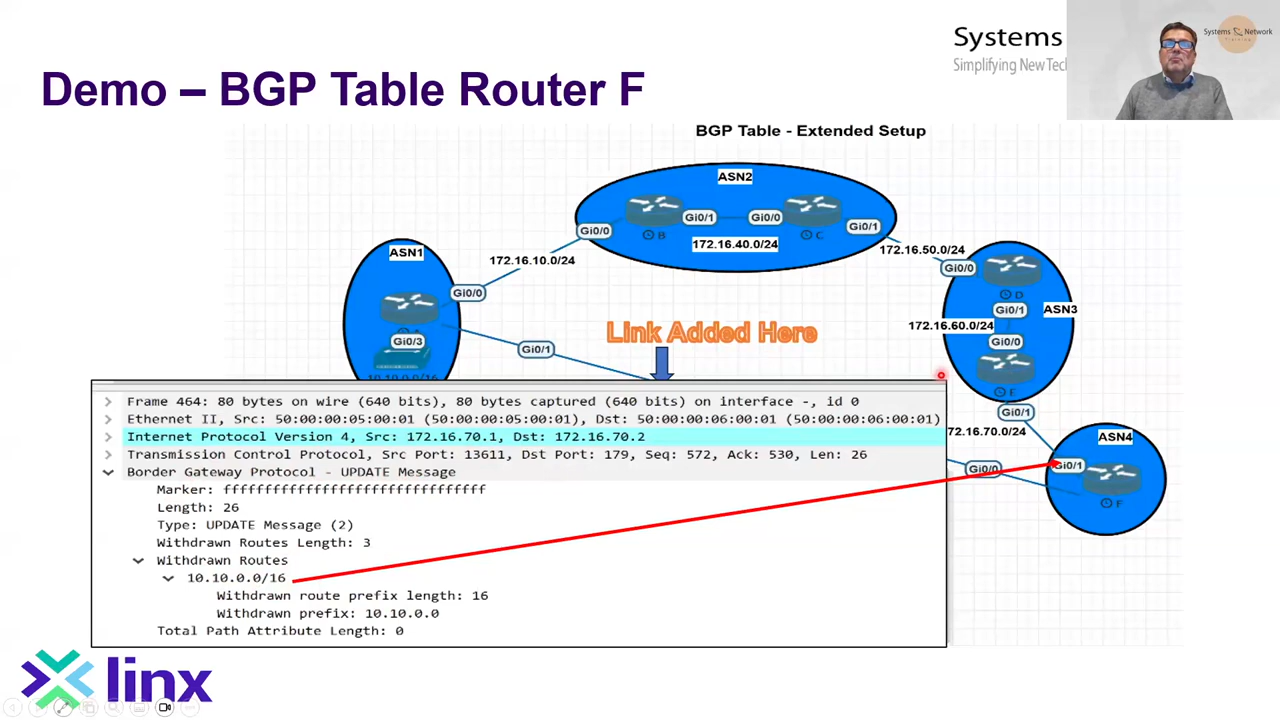 Systems
Simplifying New Tec
Systems Network
Training
Demo – BGP Table Router F
BGP Table - Extended Setup
ASN2
Gi0/0
B
Gi0/1
Gi0/0
C
Gi0/1
172.16.40.0/24
ASN1
172.16.10.0/24
172.16.50.0/24
Gi0/0
Gi0/0
D
Gi0/1
ASN3
172.16.60.0/24
Link Added Here
Gi0/3
Gi0/1
Gi0/0
10.10.0.0/16
E
Gi0/1
72.16.70.0/24
ASN4
Gi0/0
Gi0/1
F
Frame 464: 80 bytes on wire (640 bits), 80 bytes captured (640 bits) on interface -, id 0
Ethernet II, Src: 50:00:00:05:00:01 (50:00:00:05:00:01), Dst: 50:00:00:06:00:01 (50:00:00:06:00:01)
Internet Protocol Version 4, Src: 172.16.70.1, Dst: 172.16.70.2
Transmission Control Protocol, Src Port: 13611, Dst Port: 179, Seq: 572, Ack: 530, Len: 26
Border Gateway Protocol - UPDATE Message
Marker: ffffffffffffffffffffffffffffffff
Length: 26
Type: UPDATE Message (2)
Withdrawn Routes Length: 3
Withdrawn Routes
10.10.0.0/16
Withdrawn route prefix length: 16
Withdrawn prefix: 10.10.0.0
Total Path Attribute Length: 0
linx